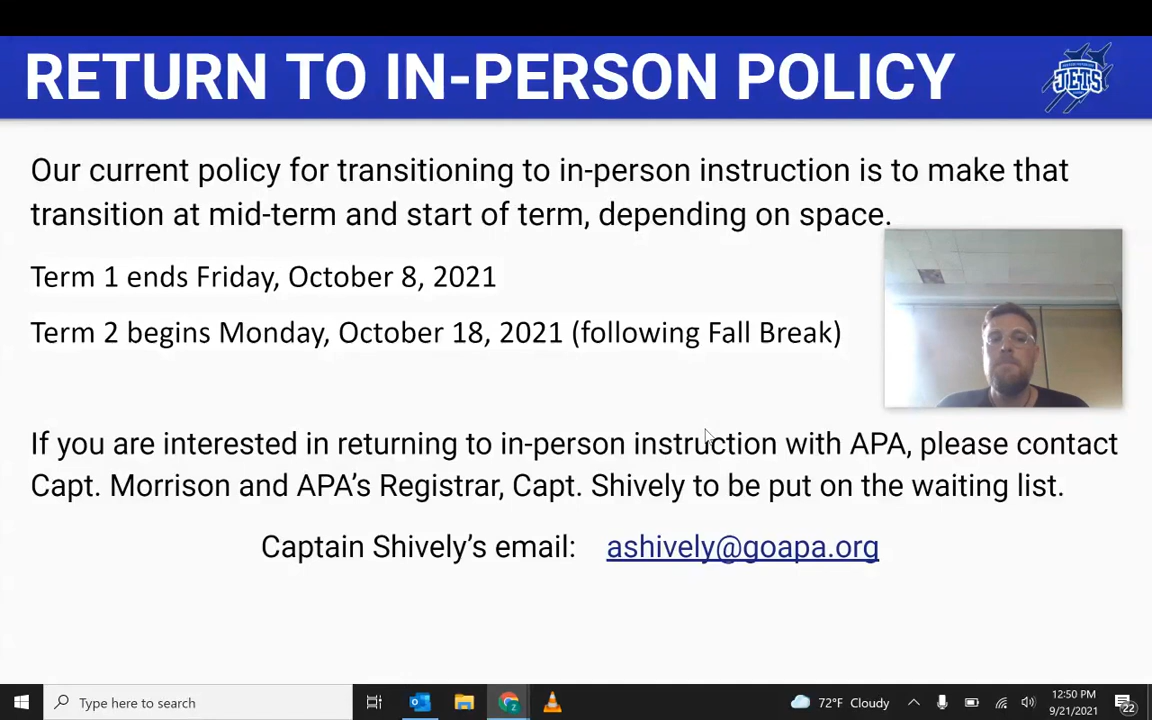 RETURN TO IN-PERSON POLICY
JETS
Our current policy for transitioning to in-person instruction is to make that
transition at mid-term and start of term, depending on space.
Term 1 ends Friday, October 8, 2021
Term 2 begins Monday, October 18, 2021 (following Fall Break)
If you are interested in returning to in-person instruction with APA, please contact
Capt. Morrison and APA's Registrar, Capt. Shively to be put on the waiting list.
Captain Shively's email: ashively@goapa.org
Type here to search
72°F Cloudy
12:50 PM
9/21/2021
22